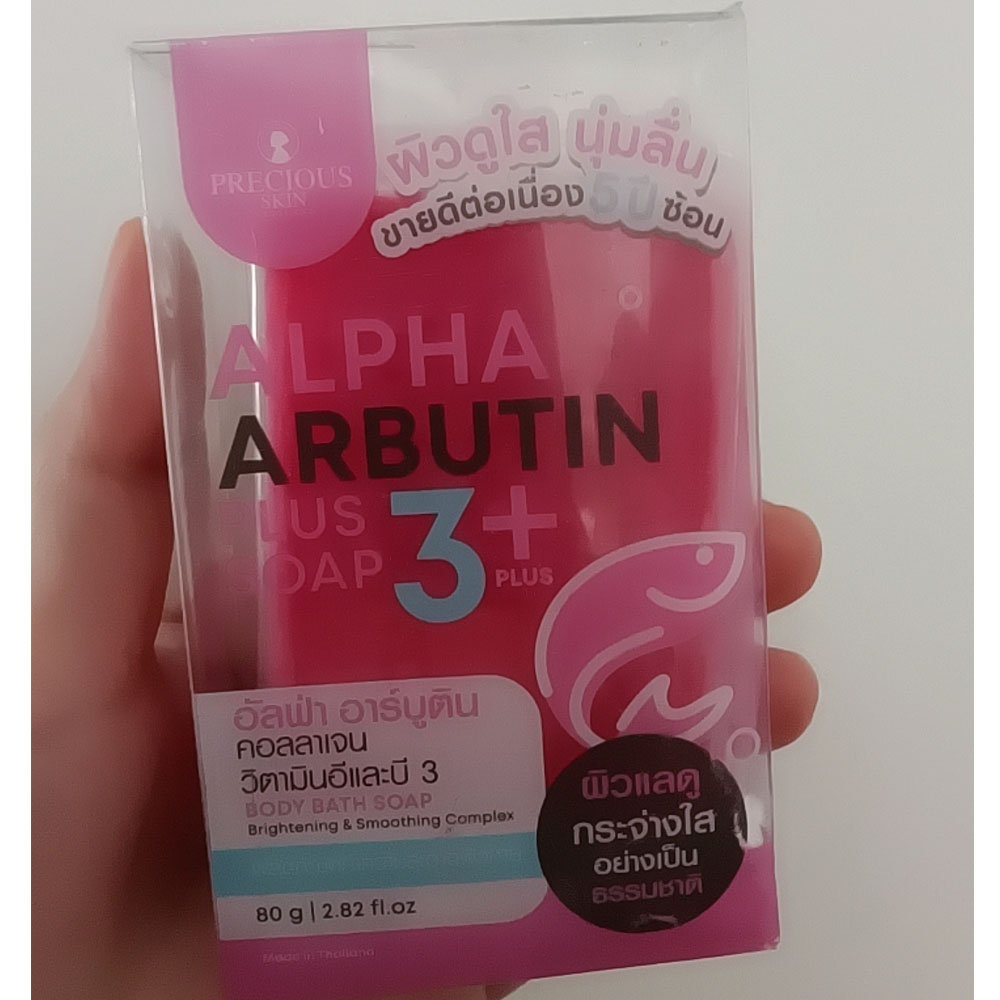 PRECIOUS
SKIN
ผิวดูใส นุ่มลื่น
ขายดีต่อเนื่อง 5 ปี ซ้อน
ALPHA
ARBUTIN
PLUS
SOAP
3+
PLUS
อัลฟ่า อาร์บูติน
คอลลาเจน
วิตามินอีและบี 3
BODY BATH SOAP
Brightening & Smoothing Complex
80 g | 2.82 fl.oz
Made in Thailand
ผิวแลดู
กระจ่างใส
อย่างเป็น
ธรรมชาติ